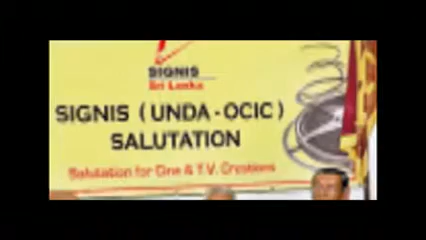 SIGNIS
Sri Lanka
SIGNIS ( UNDA - OCIC )
SALUTATION
Salutation for Cine & T.V. Creations